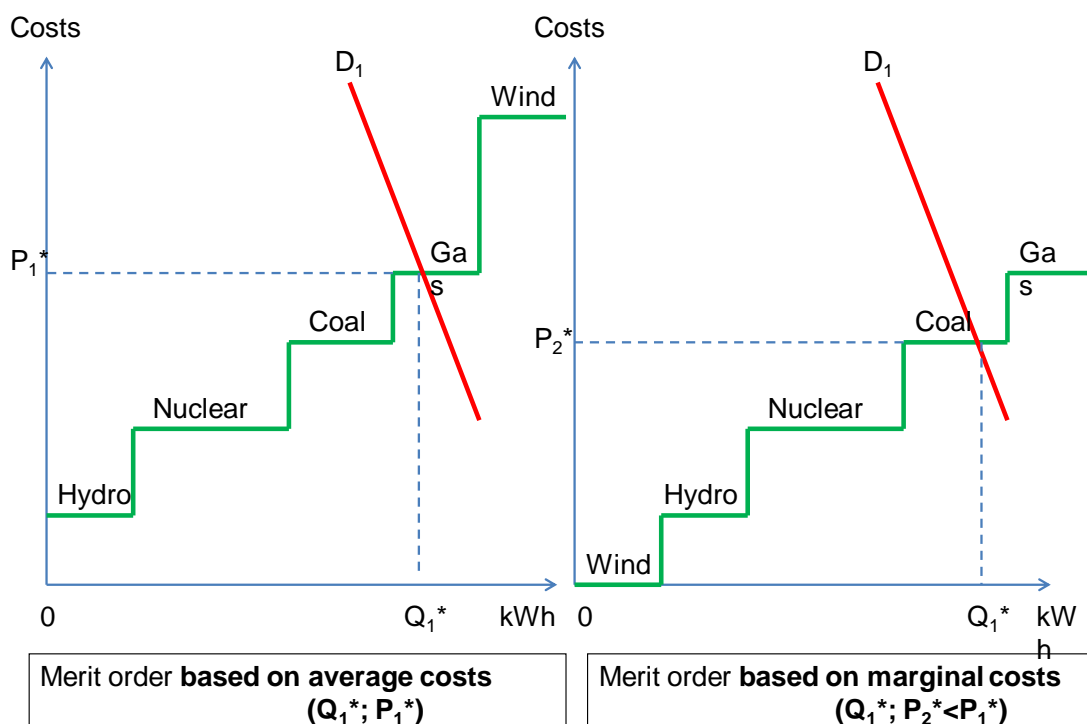 Costs
D₁
Wind
P₁*
Ga
s
Coal
Nuclear
Hydro
0
Q₁*
kWh
Merit order based on average costs
(Q₁*; P₁*)
Costs
D₁
Ga
s
P₂*
Coal
Nuclear
Hydro
Wind
0
Q₁*
kW
h
Merit order based on marginal costs
(Q₁*; P₂*<P₁*)